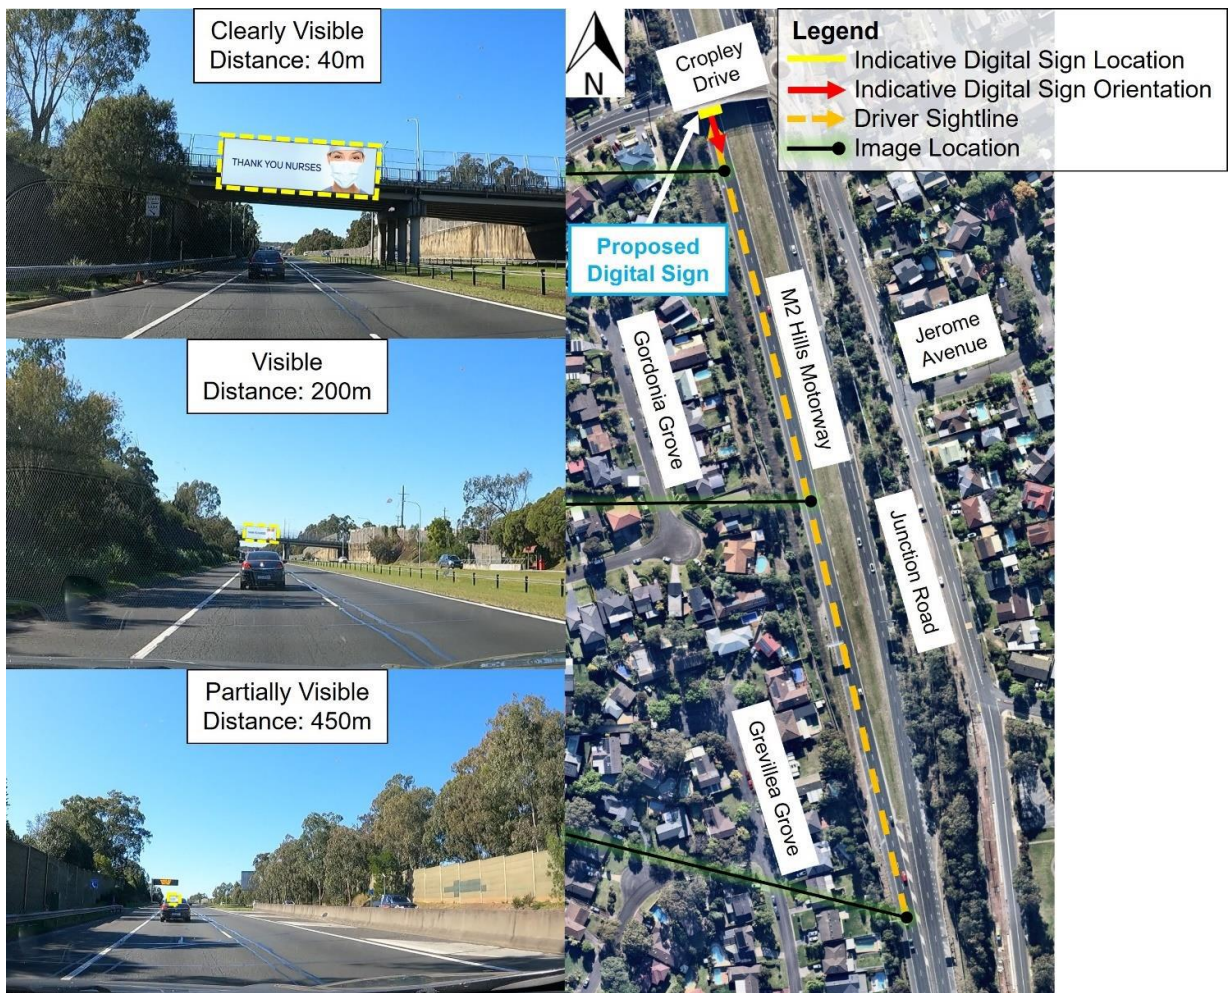 Clearly Visible
Distance: 40m
THANK YOU NURSES
Visible
Distance: 200m
Partially Visible
Distance: 450m
N
Cropley
Drive
Legend
Indicative Digital Sign Location
Indicative Digital Sign Orientation
Driver Sightline
Image Location
Proposed
Digital Sign
M2 Hills Motorway
Gordonia Grove
Jerome
Avenue
Junction Road
Grevillea Grove